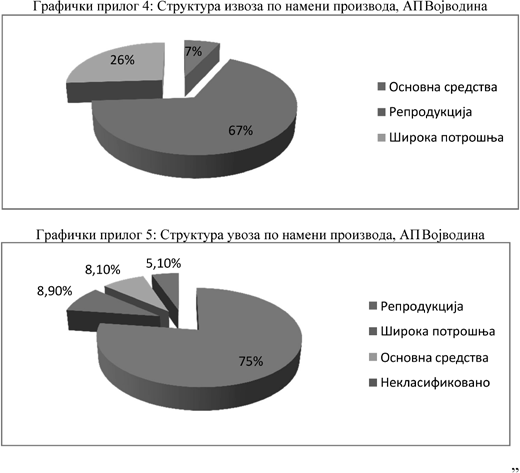 Графички прилог 4: Структура извоза по намени производа, АП Војводина
7%
26%
67%
Основна средства
Репродукција
Широка потрошња
Графички прилог 5: Структура увоза по намени производа, АП Војводина
8,10%
5,10%
8,90%
75%
Репродукција
Широка потрошња
Основна средства
Некласификовано
”